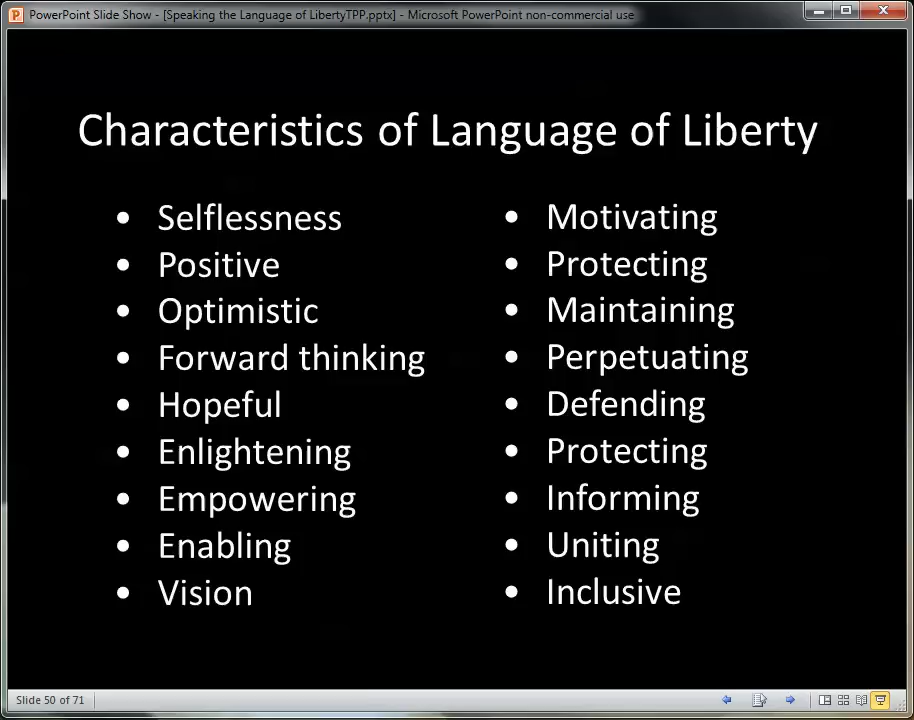 PowerPoint Slide Show - [Speaking the Language of LibertyTPP.pptx] - Microsoft PowerPoint non-commercial use
Characteristics of Language of Liberty
• Selflessness
• Positive
• Optimistic
• Forward thinking
• Hopeful
• Enlightening
• Empowering
• Enabling
• Vision
• Motivating
• Protecting
• Maintaining
• Perpetuating
• Defending
• Protecting
• Informing
• Uniting
• Inclusive
Slide 50 of 71